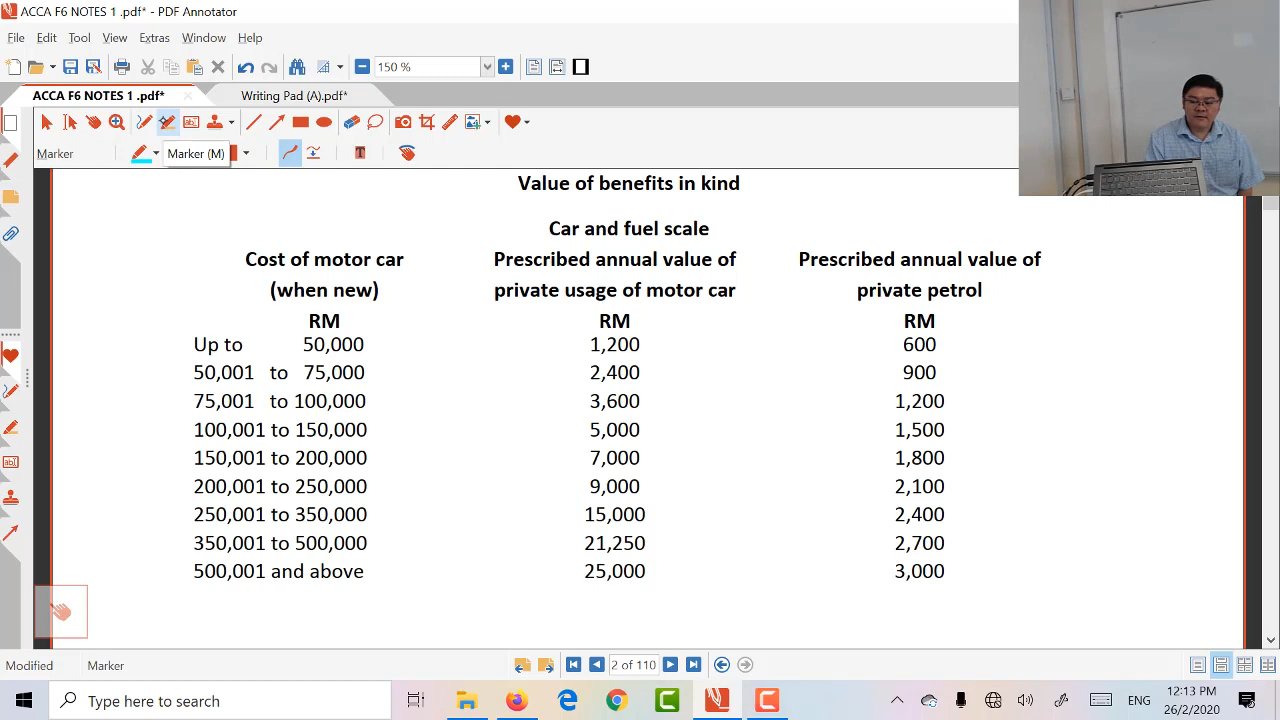 ACCA F6 NOTES 1 .pdf* - PDF Annotator
File Edit Tool View Extras Window Help
150 %
ACCA F6 NOTES 1 .pdf* Writing Pad (A).pdf*
Marker Marker (M)
Value of benefits in kind
Car and fuel scale
Cost of motor car Prescribed annual value of Prescribed annual value of
(when new) private usage of motor car private petrol
RM RM RM
Up to 50,000 1,200 600
50,001 to 75,000 2,400 900
75,001 to 100,000 3,600 1,200
100,001 to 150,000 5,000 1,500
150,001 to 200,000 7,000 1,800
200,001 to 250,000 9,000 2,100
250,001 to 350,000 15,000 2,400
350,001 to 500,000 21,250 2,700
500,001 and above 25,000 3,000
Modified Marker 2 of 110
Type here to search ENG 12:13 PM
26/2/2020